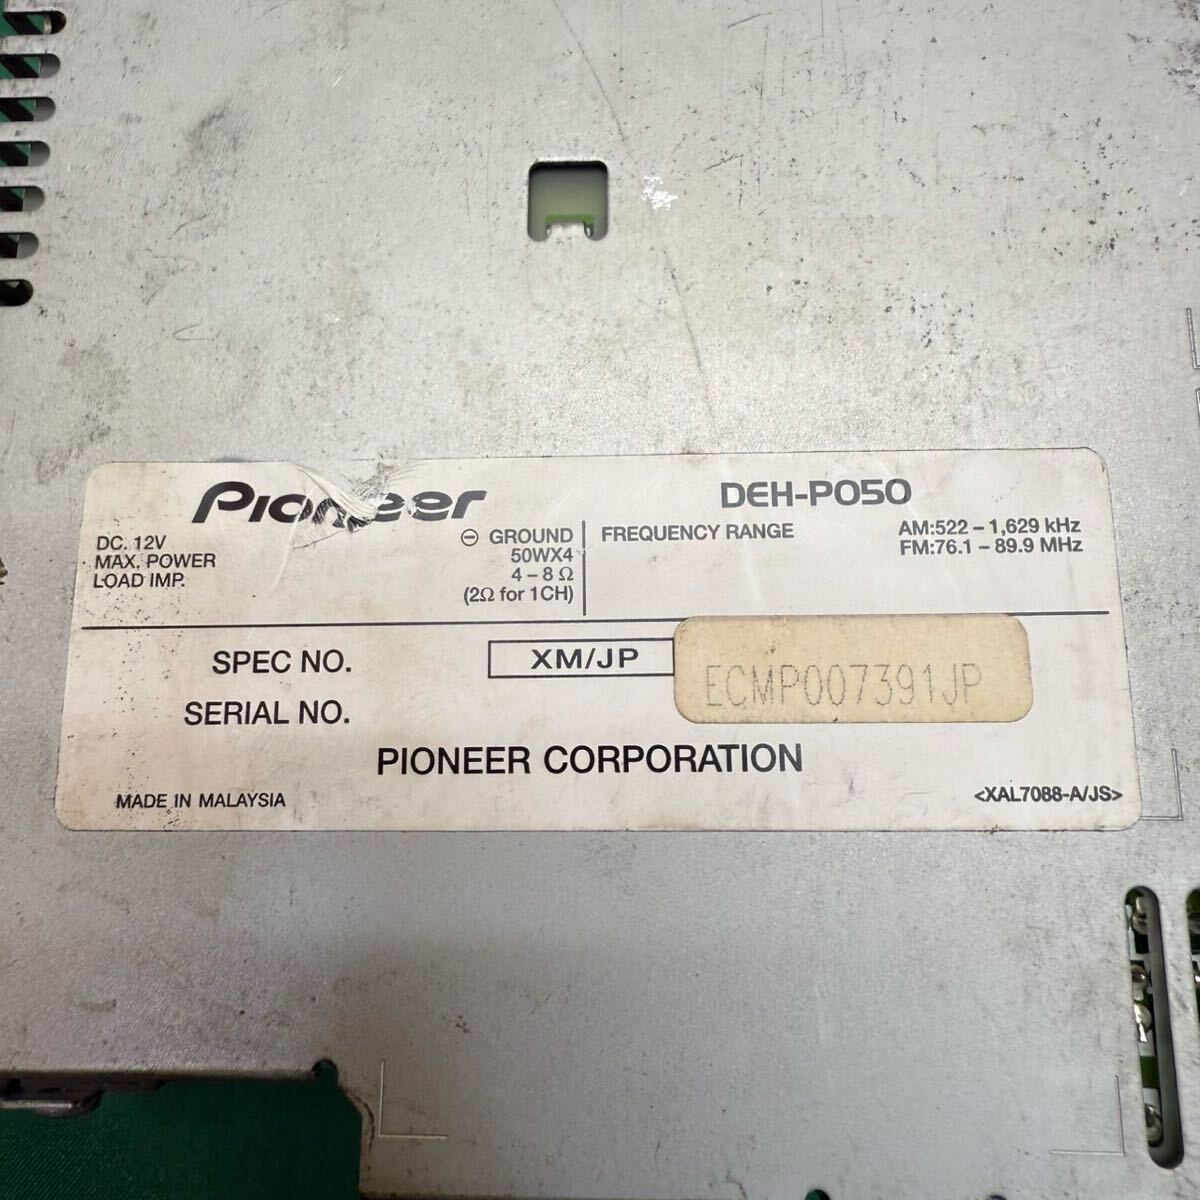 Pioneer
DEH-P050
DC. 12V
MAX. POWER
LOAD IMP.
⊖ GROUND
50WX4
4 – 8 Ω
(2Ω for 1CH)
FREQUENCY RANGE
AM:522 – 1,629 kHz
FM:76.1 – 89.9 MHz
SPEC NO.
XM/JP
SERIAL NO.
ECMP007391JP
PIONEER CORPORATION
MADE IN MALAYSIA
<XAL7088-A/JS>